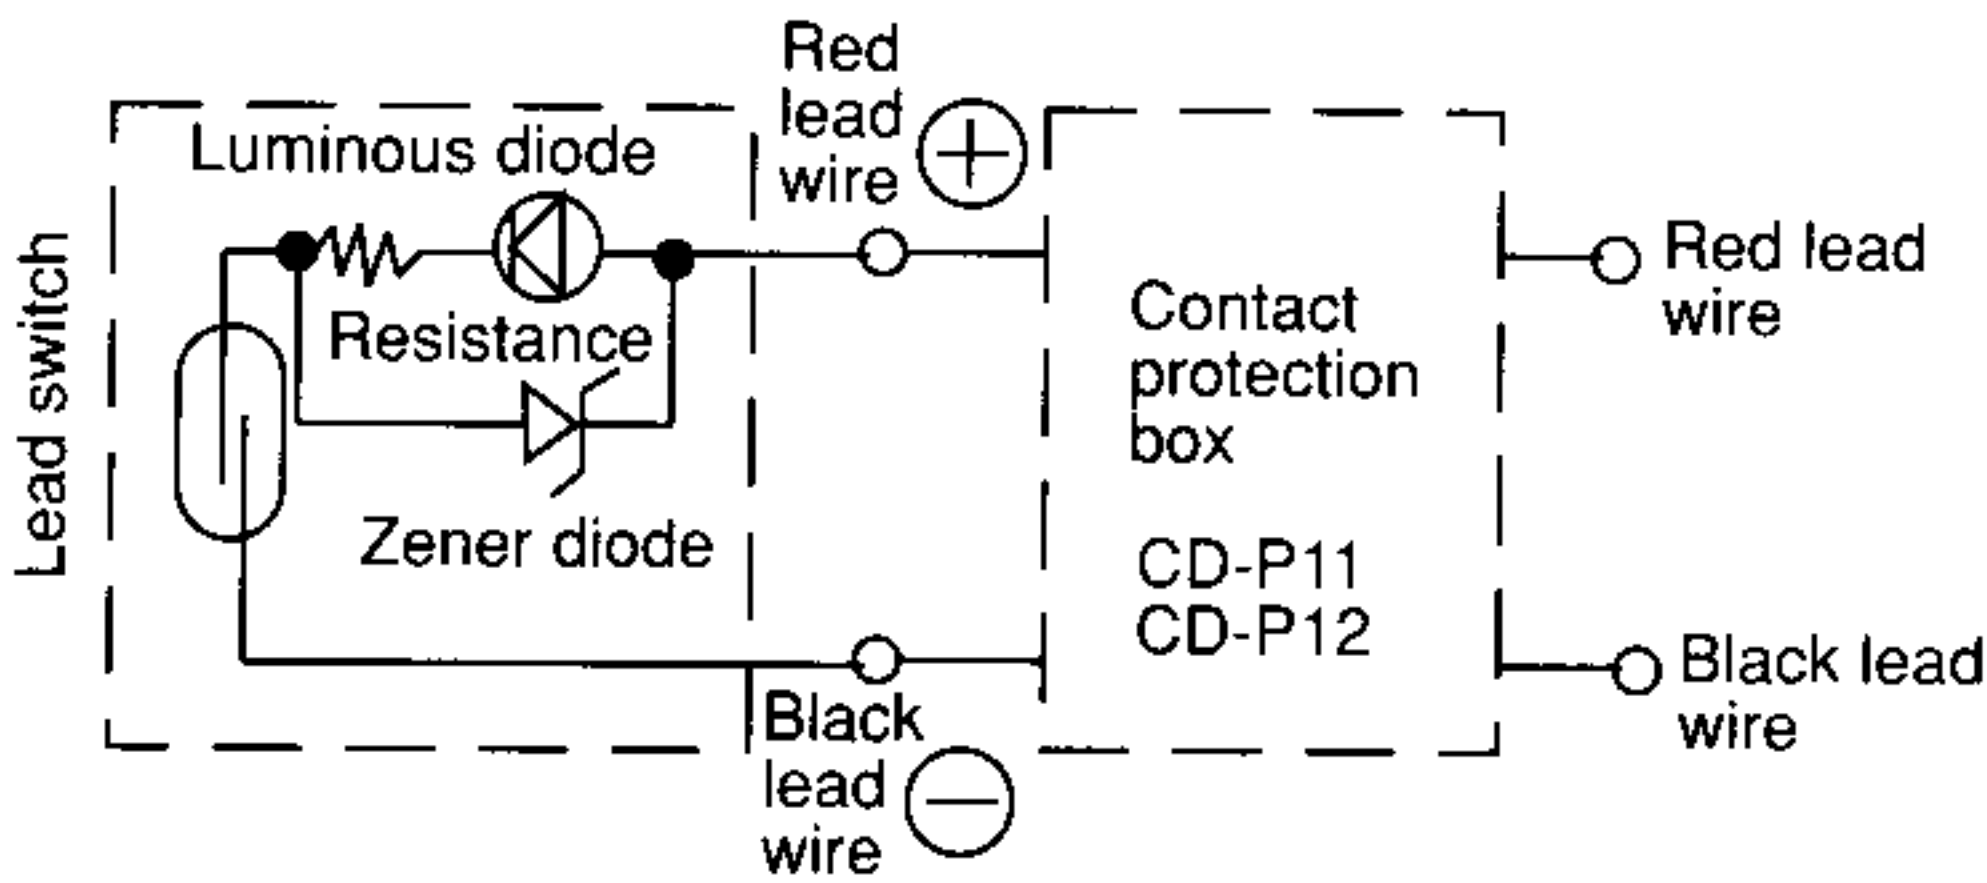 Lead switch
Luminous diode
Resistance
Zener diode
Red
lead
wire
+
Black
lead
wire
−
Contact
protection
box
CD-P11
CD-P12
Red lead
wire
Black lead
wire